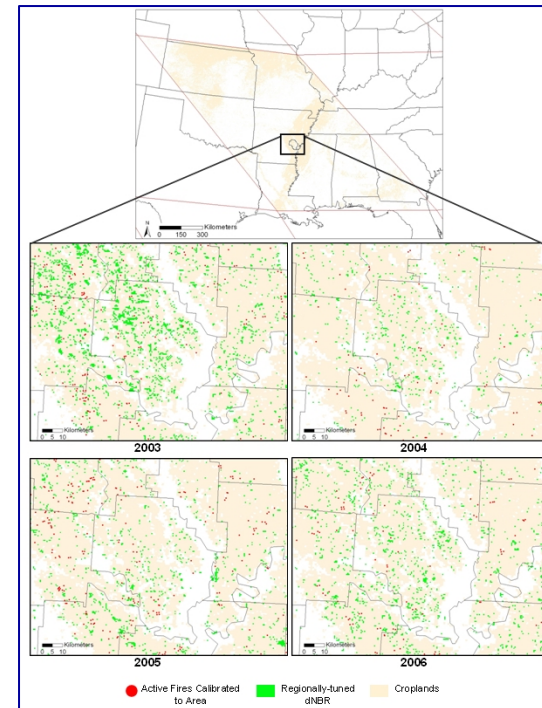 N
Kilometers
0 150 300
Kilometers
0 5 10
2003
Kilometers
0 5 10
2004
Kilometers
0 5 10
2005
Kilometers
0 5 10
2006
Active Fires Calibrated
to Area
Regionally-tuned
dNBR
Croplands